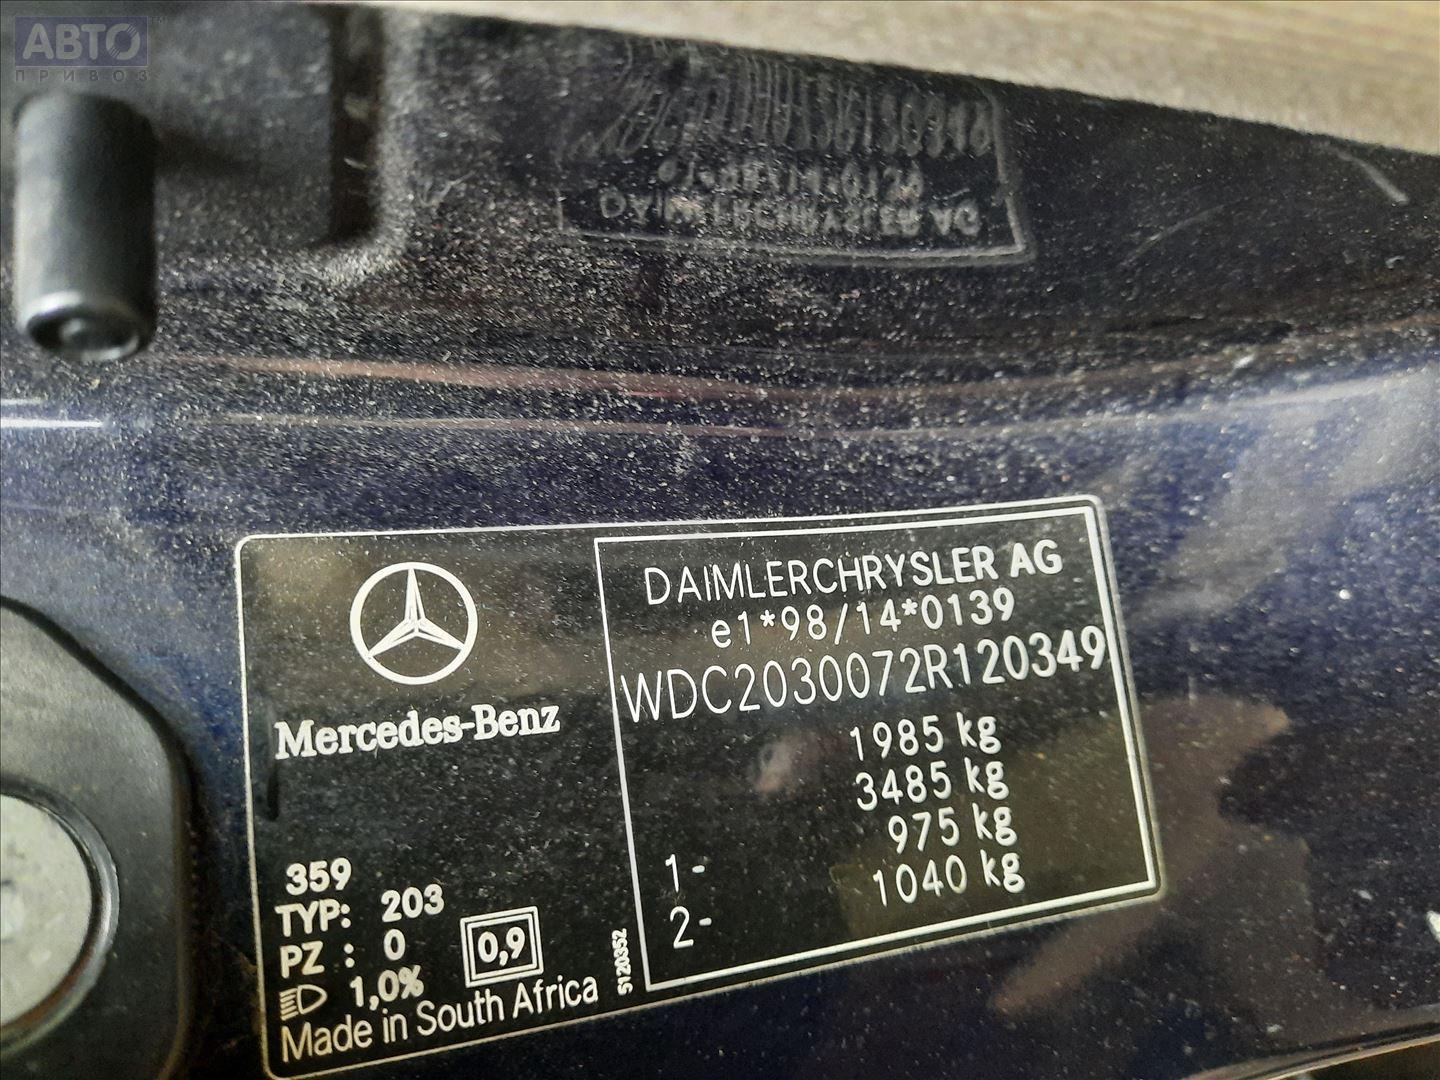 АВТО
ПРИВОЗ
DAIMLERCHRYSLER AG
e1*98/14*0139
WDC2030072R120349
1985 kg
3485 kg
1- 975 kg
2- 1040 kg
Mercedes-Benz
359
TYP: 203
PZ : 0
0,9
1,0%
Made in South Africa
5120352